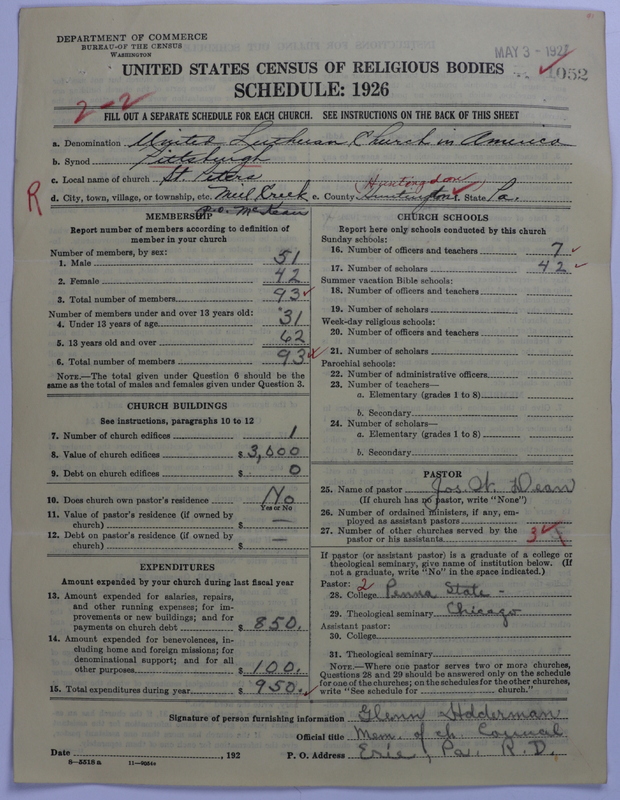 DEPARTMENT OF COMMERCE
BUREAU OF THE CENSUS
WASHINGTON
MAY 3 - 1927
1052
UNITED STATES CENSUS OF RELIGIOUS BODIES
SCHEDULE: 1926
2-2
FILL OUT A SEPARATE SCHEDULE FOR EACH CHURCH. SEE INSTRUCTIONS ON THE BACK OF THIS SHEET
a. Denomination United Lutheran Church in America
b. Synod Pittsburgh
c. Local name of church St. Peters
Huntingdon
R d. City, town, village, or township, etc. Mill Creek e. County Huntington f. State Pa.
P.O. McKean
MEMBERSHIP
Report number of members according to definition of
member in your church
Number of members, by sex:
1. Male 51
2. Female 42
3. Total number of members 93
Number of members under and over 13 years old:
4. Under 13 years of age 31
5. 13 years old and over 62
6. Total number of members 93
NOTE.—The total given under Question 6 should be
same as the total of males and females given under Question 3.
CHURCH BUILDINGS
See instructions, paragraphs 10 to 12
7. Number of church edifices 1
8. Value of church edifices $ 3,000
9. Debt on church edifices $ 0
10. Does church own pastor's residence No
Yes or No
11. Value of pastor's residence (if owned by
church) $ —
12. Debt on pastor's residence (if owned by
church) $ —
EXPENDITURES
Amount expended by your church during last fiscal year
13. Amount expended for salaries, repairs,
and other running expenses; for im-
provements or new buildings; and for
payments on church debt $ 850.
14. Amount expended for benevolences, in-
cluding home and foreign missions; for
denominational support; and for all
other purposes $ 100.
15. Total expenditures during year $ 950.
CHURCH SCHOOLS
Report here only schools conducted by this church
Sunday schools:
16. Number of officers and teachers 7
17. Number of scholars 42
Summer vacation Bible schools:
18. Number of officers and teachers
19. Number of scholars
Week-day religious schools:
20. Number of officers and teachers
21. Number of scholars
Parochial schools:
22. Number of administrative officers
23. Number of teachers—
a. Elementary (grades 1 to 8)
b. Secondary
24. Number of scholars—
a. Elementary (grades 1 to 8)
b. Secondary
PASTOR
25. Name of pastor Jos. W. Dean
(If church has no pastor, write "None")
26. Number of ordained ministers, if any, em-
ployed as assistant pastors
27. Number of other churches served by the
pastor or his assistants 3
If pastor (or assistant pastor) is a graduate of a college or
theological seminary, give name of institution below. (If
not a graduate, write "No" in the space indicated.)
Pastor: 2
28. College Penna State -
29. Theological seminary Chicago
Assistant pastor:
30. College
31. Theological seminary
NOTE.—Where one pastor serves two or more churches,
Questions 28 and 29 should be answered only on the schedule
for one of the churches; on the schedules for the other churches,
write "See schedule for church."
Signature of person furnishing information Glenn
Official title Mem. of ch. Council
Date , 192 P. O. Address Erie, Pa. R. D.
8—5518 a